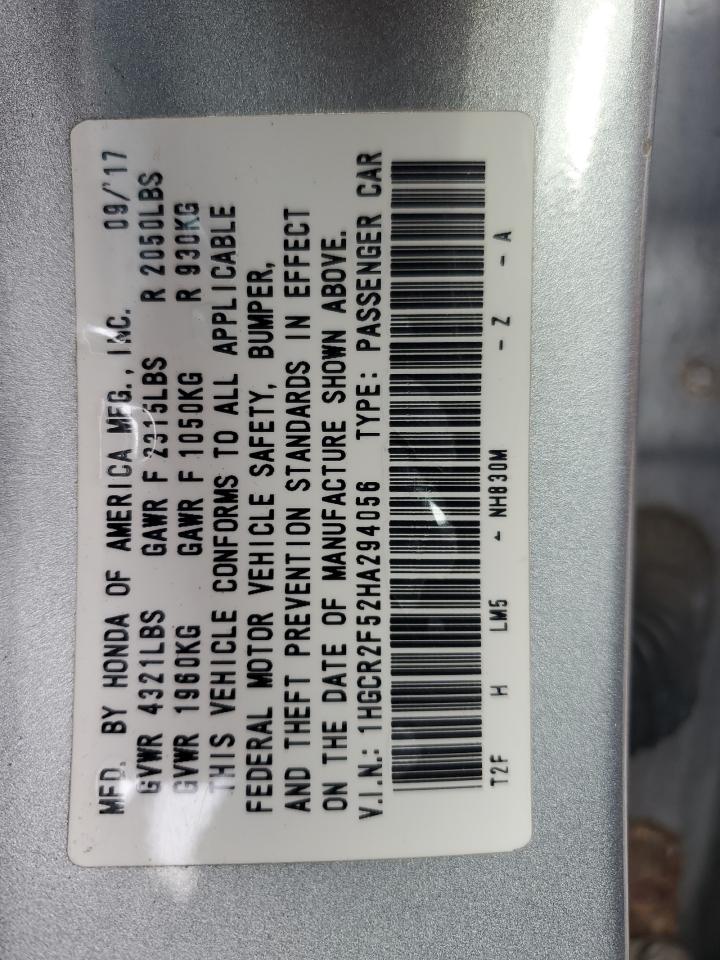 MFD. BY HONDA OF AMERICA MFG., INC. 09/'17
GVWR 4321LBS GAWR F 2315LBS R 2050LBS
GVWR 1960KG GAWR F 1050KG R 930KG
THIS VEHICLE CONFORMS TO ALL APPLICABLE
FEDERAL MOTOR VEHICLE SAFETY, BUMPER,
AND THEFT PREVENTION STANDARDS IN EFFECT
ON THE DATE OF MANUFACTURE SHOWN ABOVE.
V.I.N.: 1HGCR2F52HA294056 TYPE: PASSENGER CAR
T2F H LM5 - NH830M - Z - A